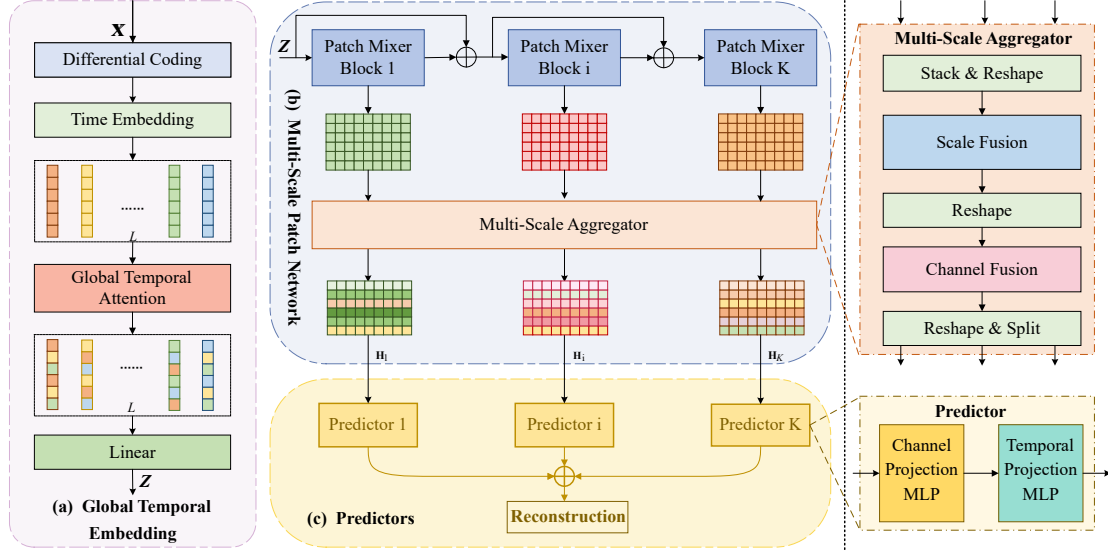 X
Differential Coding
Time Embedding
......
L
Global Temporal
Attention
......
L
Linear
Z
(a) Global Temporal
Embedding
Z
Patch Mixer
Block 1
Patch Mixer
Block i
Patch Mixer
Block K
(b) Multi-Scale Patch Network
Multi-Scale Aggregator
H1
Hi
HK
Predictor 1
Predictor i
Predictor K
Reconstruction
(c) Predictors
Multi-Scale Aggregator
Stack & Reshape
Scale Fusion
Reshape
Channel Fusion
Reshape & Split
Predictor
Channel
Projection
MLP
Temporal
Projection
MLP